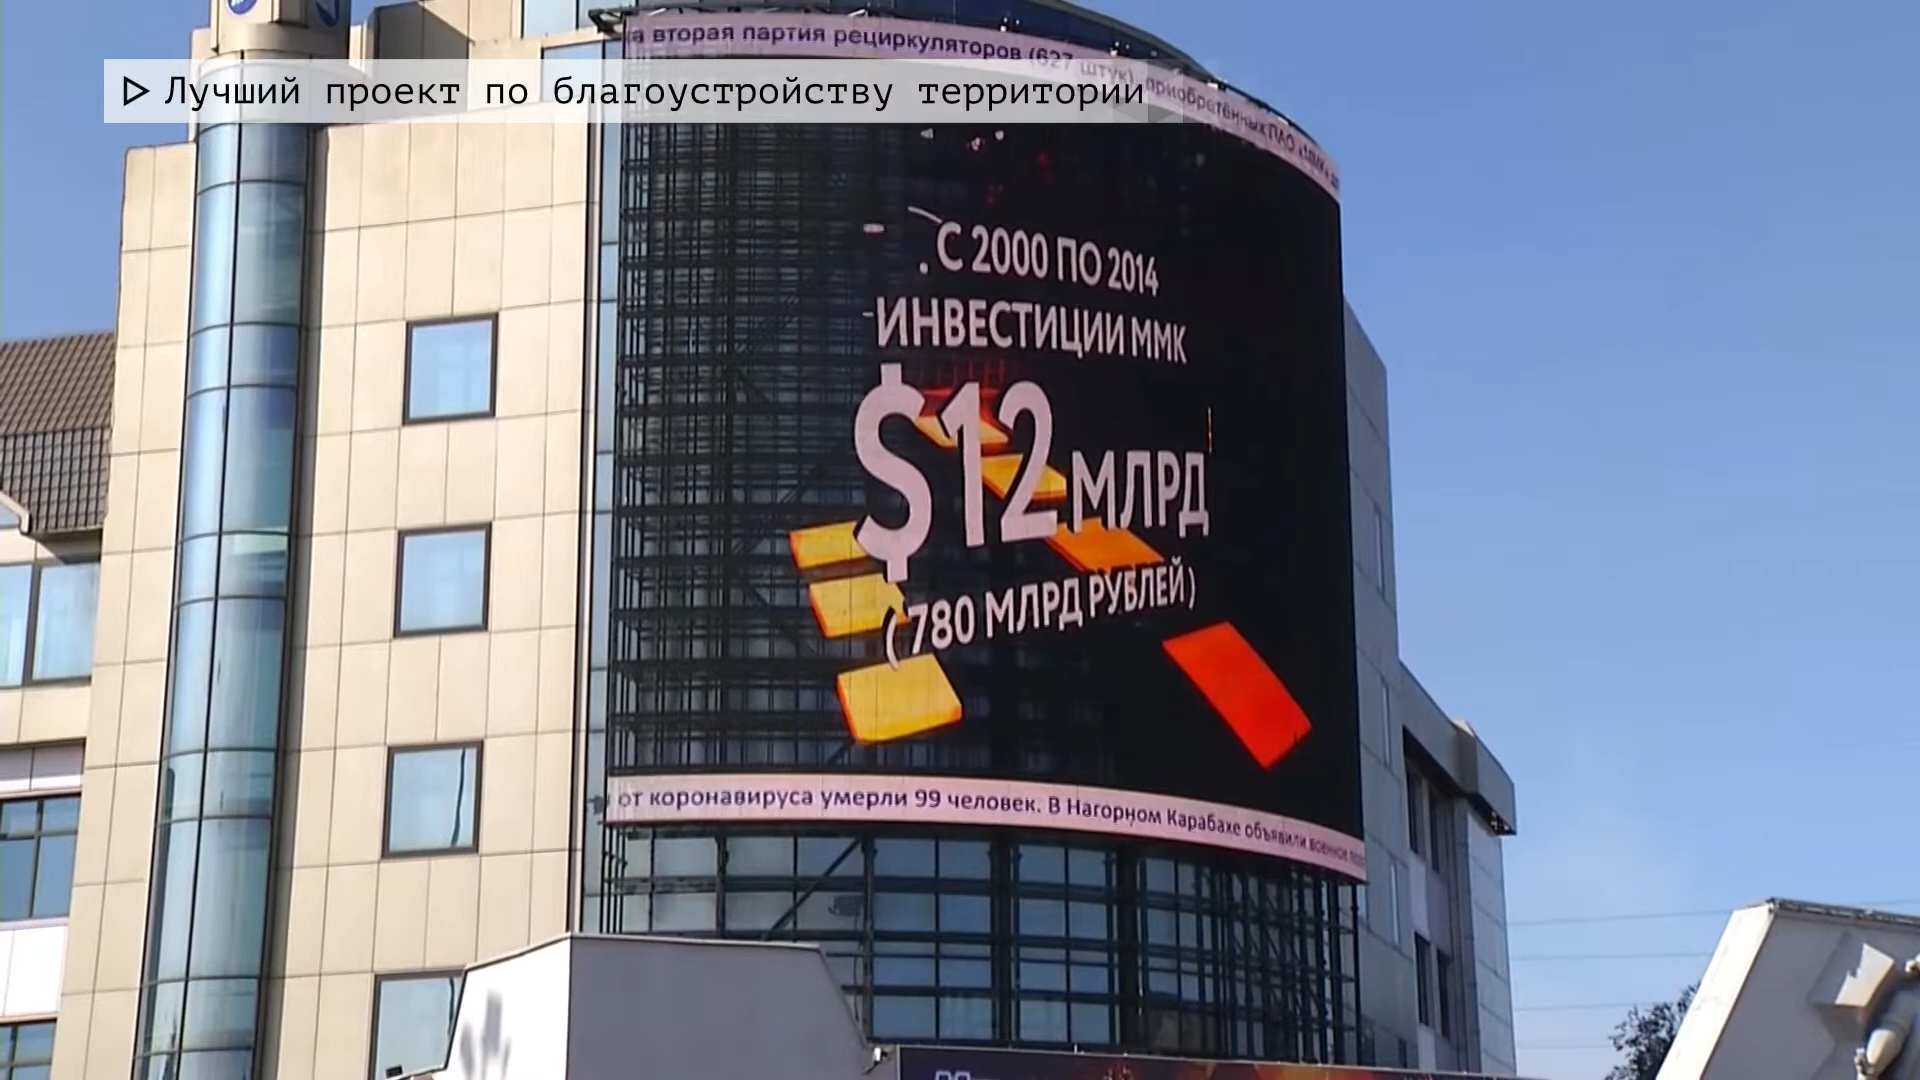 а вторая партия рециркуляторов (627 штук), приобретённых ПАО «ММК»
Лучший проект по благоустройству территории
С 2000 ПО 2014
ИНВЕСТИЦИИ ММК
$12 МЛРД
(780 МЛРД РУБЛЕЙ)
от коронавируса умерли 99 человек. В Нагорном Карабахе объявили военное